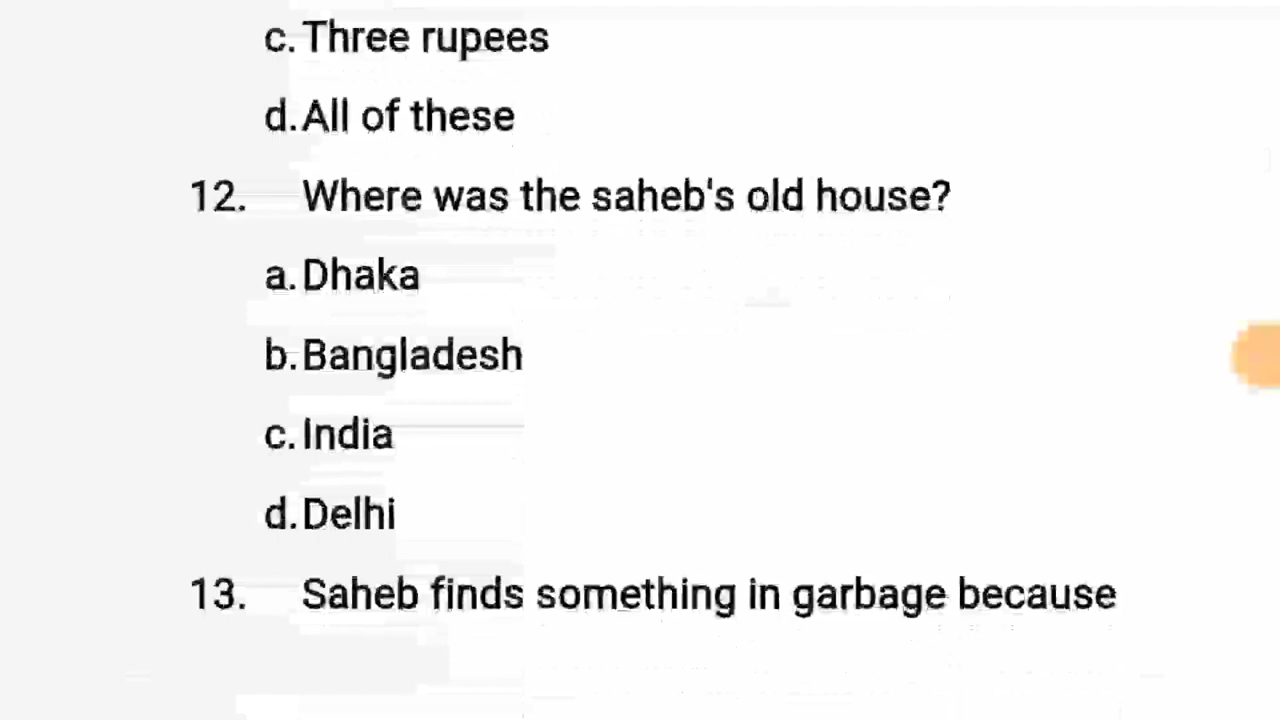 c. Three rupees
d. All of these
12. Where was the saheb's old house?
a. Dhaka
b. Bangladesh
c. India
d. Delhi
13. Saheb finds something in garbage because